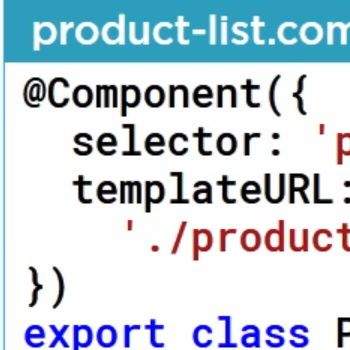 product-list.com
@Component({
selector: 'p
templateURL:
'./product
})
export class P